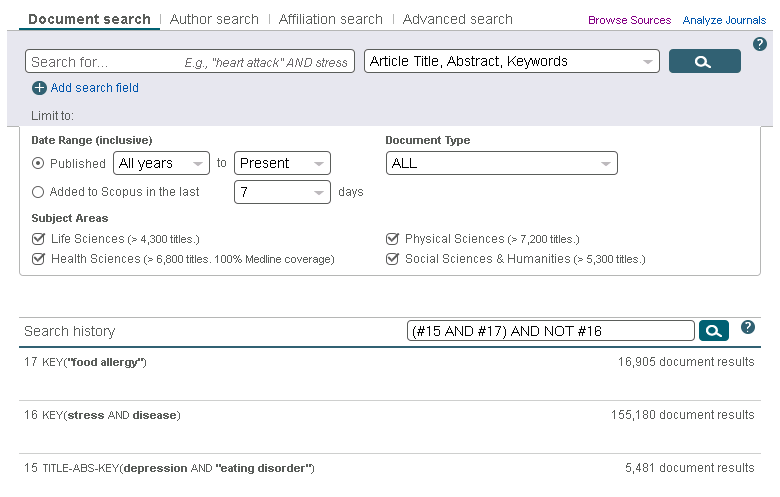 Document search | Author search | Affiliation search | Advanced search Browse Sources Analyze Journals
?
Search for... E.g., "heart attack" AND stress Article Title, Abstract, Keywords
+ Add search field
Limit to:
Date Range (inclusive) Document Type
Published All years to Present ALL
Added to Scopus in the last 7 days
Subject Areas
Life Sciences (> 4,300 titles.) Physical Sciences (> 7,200 titles.)
Health Sciences (> 6,800 titles. 100% Medline coverage) Social Sciences & Humanities (> 5,300 titles.)
Search history (#15 AND #17) AND NOT #16 ?
17 KEY("food allergy") 16,905 document results
16 KEY(stress AND disease) 155,180 document results
15 TITLE-ABS-KEY(depression AND "eating disorder") 5,481 document results